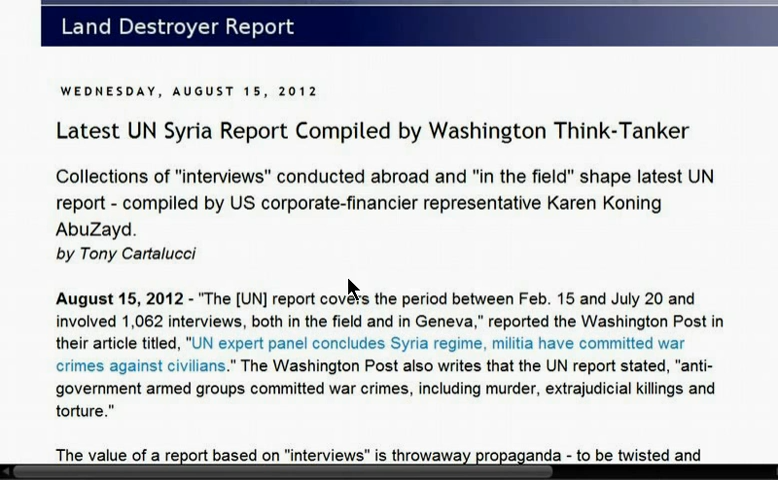 Land Destroyer Report
WEDNESDAY, AUGUST 15, 2012
Latest UN Syria Report Compiled by Washington Think-Tanker
Collections of "interviews" conducted abroad and "in the field" shape latest UN
report - compiled by US corporate-financier representative Karen Koning
AbuZayd.
by Tony Cartalucci
August 15, 2012 - "The [UN] report covers the period between Feb. 15 and July 20 and
involved 1,062 interviews, both in the field and in Geneva," reported the Washington Post in
their article titled, "UN expert panel concludes Syria regime, militia have committed war
crimes against civilians." The Washington Post also writes that the UN report stated, "anti-
government armed groups committed war crimes, including murder, extrajudicial killings and
torture."
The value of a report based on "interviews" is throwaway propaganda - to be twisted and